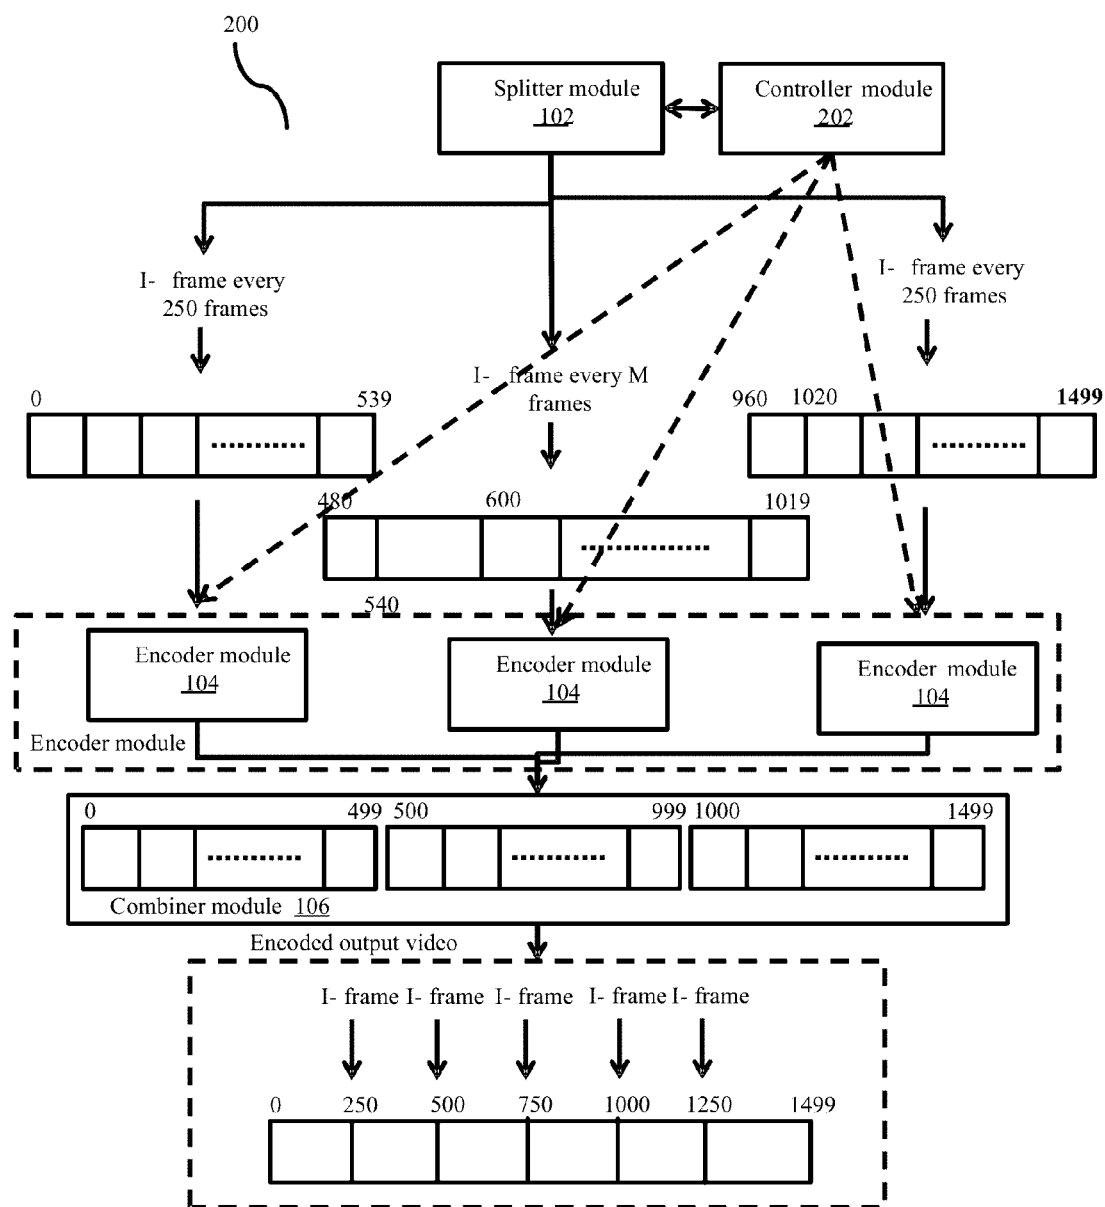 200
Splitter module
102
Controller module
202
I- frame every
250 frames
I- frame every M
frames
I- frame every
250 frames
0 539
960 1020 1499
480 600 1019
540
Encoder module
104
Encoder module
104
Encoder module
104
Encoder module
0 499 500 999 1000 1499
Combiner module 106
Encoded output video
I- frame I- frame I- frame I- frame I- frame
0 250 500 750 1000 1250 1499